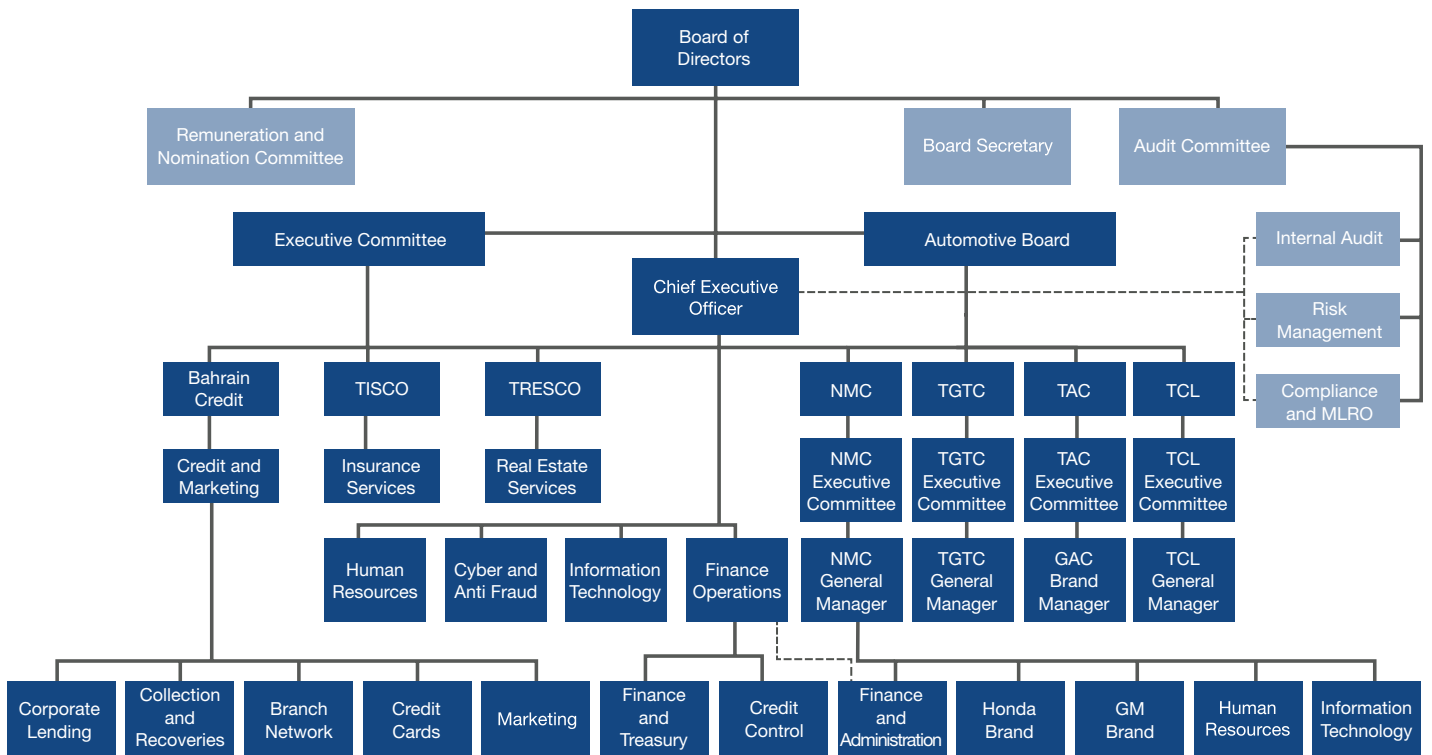 Board of
Directors
Remuneration and
Nomination Committee
Board Secretary
Audit Committee
Executive Committee
Automotive Board
Internal Audit
Chief Executive
Officer
Risk
Management
Bahrain
Credit
TISCO
TRESCO
NMC
TGTC
TAC
TCL
Compliance
and MLRO
Credit and
Marketing
Insurance
Services
Real Estate
Services
NMC
Executive
Committee
TGTC
Executive
Committee
TAC
Executive
Committee
TCL
Executive
Committee
Human
Resources
Cyber and
Anti Fraud
Information
Technology
Finance
Operations
NMC
General
Manager
TGTC
General
Manager
GAC
Brand
Manager
TCL
General
Manager
Corporate
Lending
Collection
and
Recoveries
Branch
Network
Credit
Cards
Marketing
Finance
and
Treasury
Credit
Control
Finance
and
Administration
Honda
Brand
GM
Brand
Human
Resources
Information
Technology